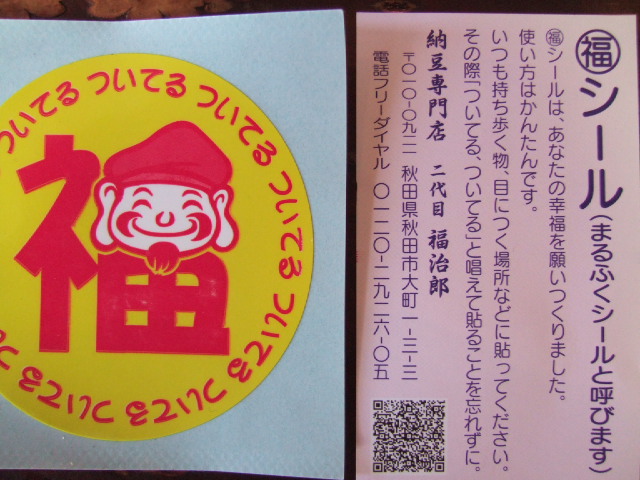 ついてる ついてる ついてる ついてる ついてる ついてる ついてる ついてる
福
㊕シール(まるふくシールと呼びます)
㊕シールは、あなたの幸福を願いつくりました。
使い方はかんたんです。
いつも持ち歩く物、目につく場所などに貼ってください。
その際「ついてる、ついてる」と唱えて貼ることを忘れずに。
納豆専門店 二代目 福治郎
〒〇一〇-〇九二一 秋田県秋田市大町一-三-三
電話フリーダイヤル 〇一二〇-二九二六-〇五